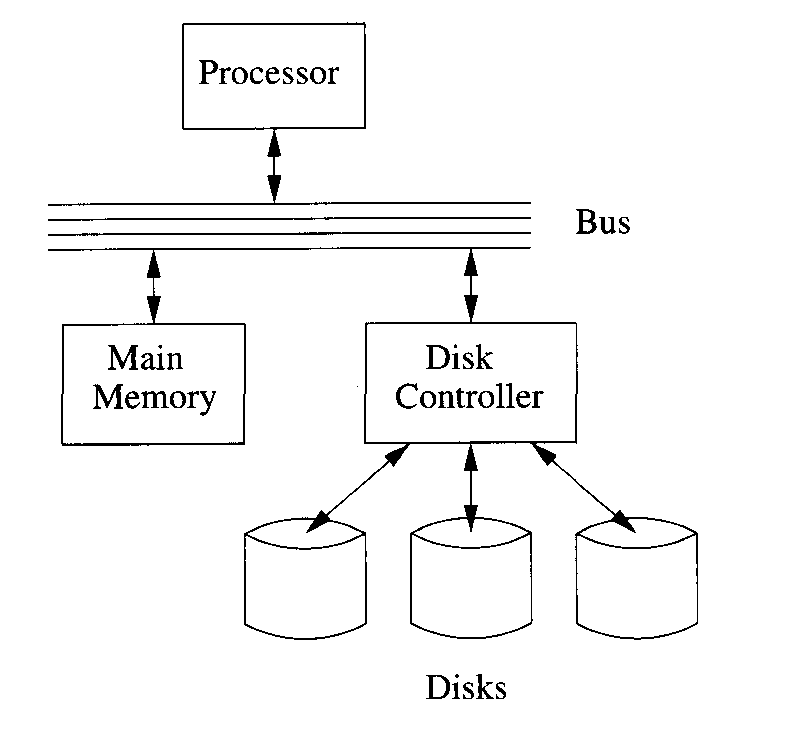 Processor
Bus
Main
Memory
Disk
Controller
Disks